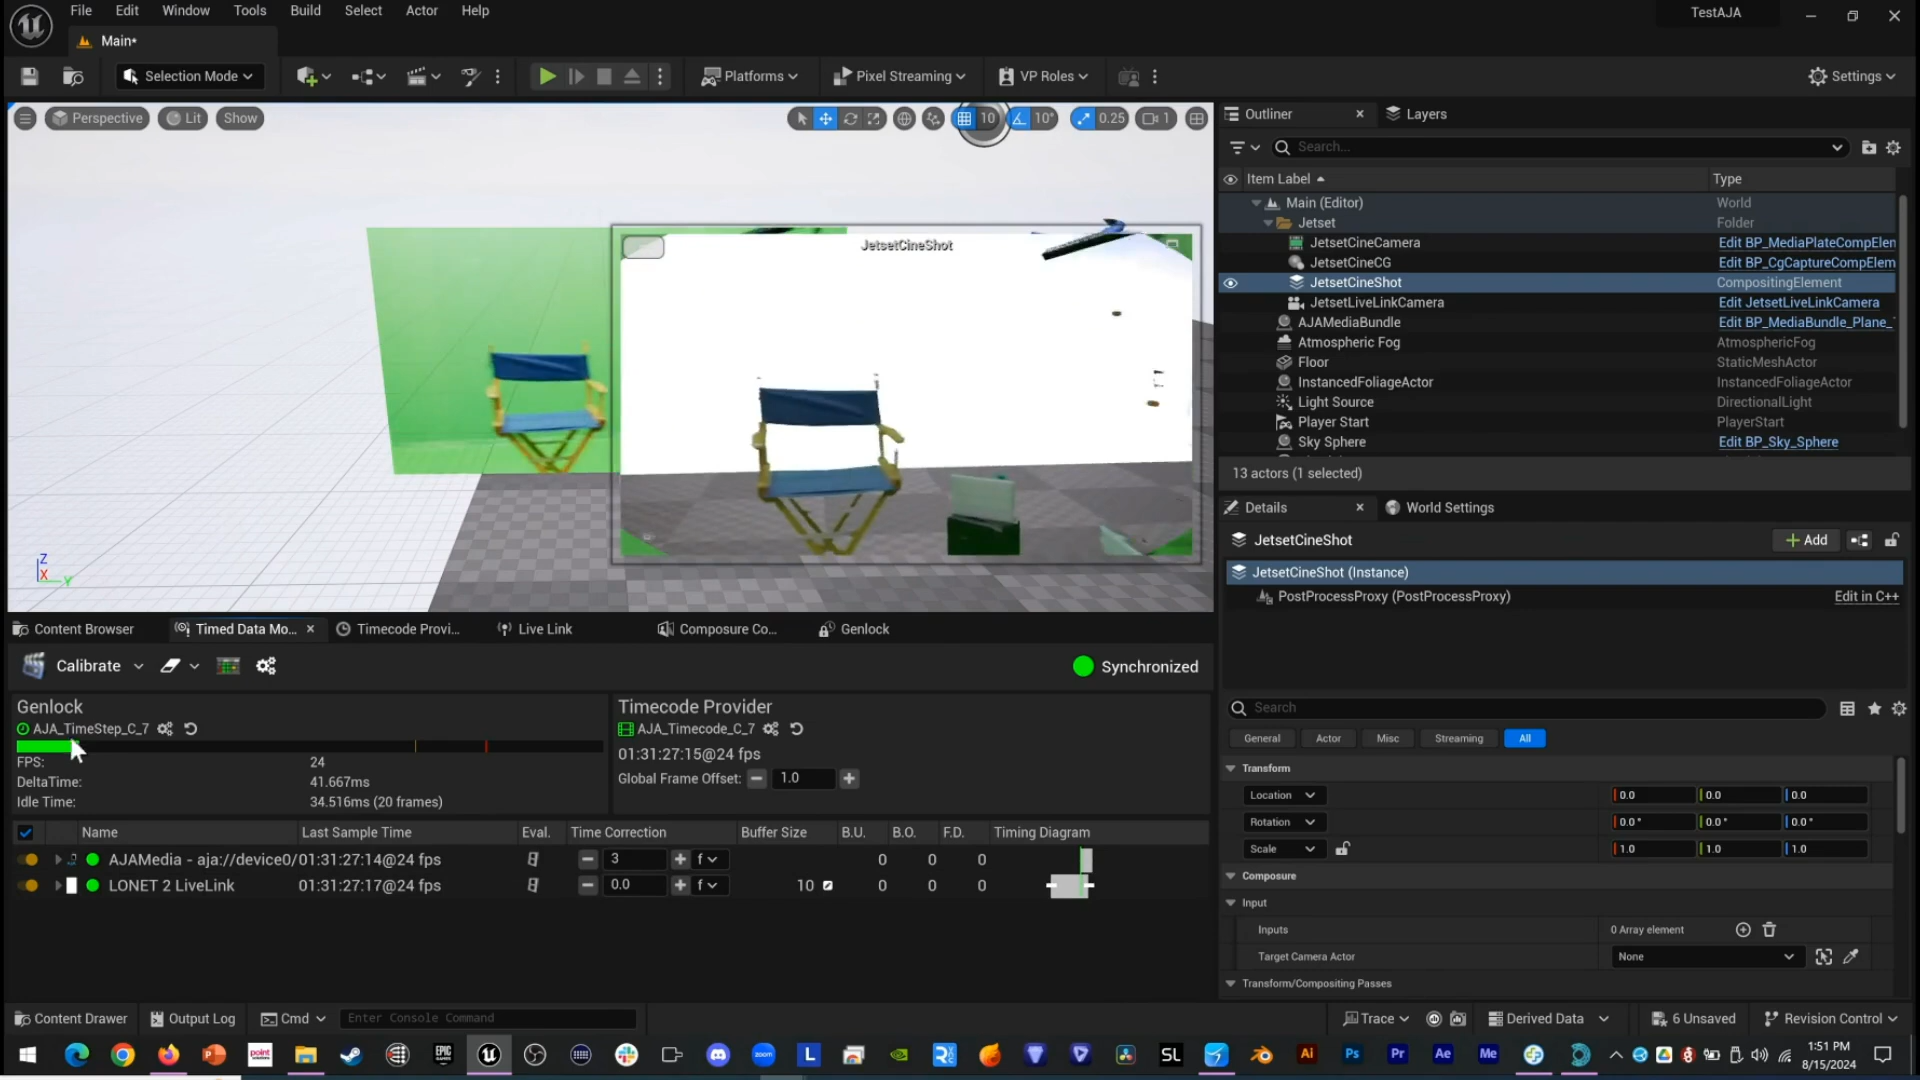 File Edit Window Tools Build Select Actor Help
TestAJA
Main•
Selection Mode
Platforms
Pixel Streaming
VP Roles
Settings
Perspective Lit Show
10 10° 0.25 1
JetsetCineShot
Z
X
Y
Outliner Layers
Search...
Item Label Type
Main (Editor) World
Jetset Folder
JetsetCineCamera Edit BP_MediaPlateCompElen
JetsetCineCG Edit BP_CgCaptureCompElem
JetsetCineShot CompositingElement
JetsetLiveLinkCamera Edit JetsetLiveLinkCamera
AJAMediaBundle Edit BP_MediaBundle_Plane_
Atmospheric Fog AtmosphericFog
Floor StaticMeshActor
InstancedFoliageActor InstancedFoliageActor
Light Source DirectionalLight
Player Start PlayerStart
Sky Sphere Edit BP_Sky_Sphere
13 actors (1 selected)
Details World Settings
JetsetCineShot
Add
JetsetCineShot (Instance)
PostProcessProxy (PostProcessProxy) Edit in C++
Search
General Actor Misc Streaming All
Transform
Location 0.0 0.0 0.0
Rotation 0.0° 0.0° 0.0°
Scale 1.0 1.0 1.0
Composure
Input
Inputs 0 Array element
Target Camera Actor None
Transform/Compositing Passes
Content Browser Timed Data Mo... Timecode Provi... Live Link Composure Co... Genlock
Calibrate
Synchronized
Genlock
AJA_TimeStep_C_7
FPS: 24
DeltaTime: 41.667ms
Idle Time: 34.516ms (20 frames)
Timecode Provider
AJA_Timecode_C_7
01:31:27:15@24 fps
Global Frame Offset: 1.0
Name Last Sample Time Eval. Time Correction Buffer Size B.U. B.O. F.D. Timing Diagram
AJAMedia - aja://device0/ 01:31:27:14@24 fps 3 f 0 0 0
LONET 2 LiveLink 01:31:27:17@24 fps 0.0 f 10 0 0 0
Content Drawer Output Log Cmd Enter Console Command
Trace Derived Data 6 Unsaved Revision Control
point
EPIC
zoom
L
SL
Ai
Ps
Pr
Ae
Me
1:51 PM
8/15/2024